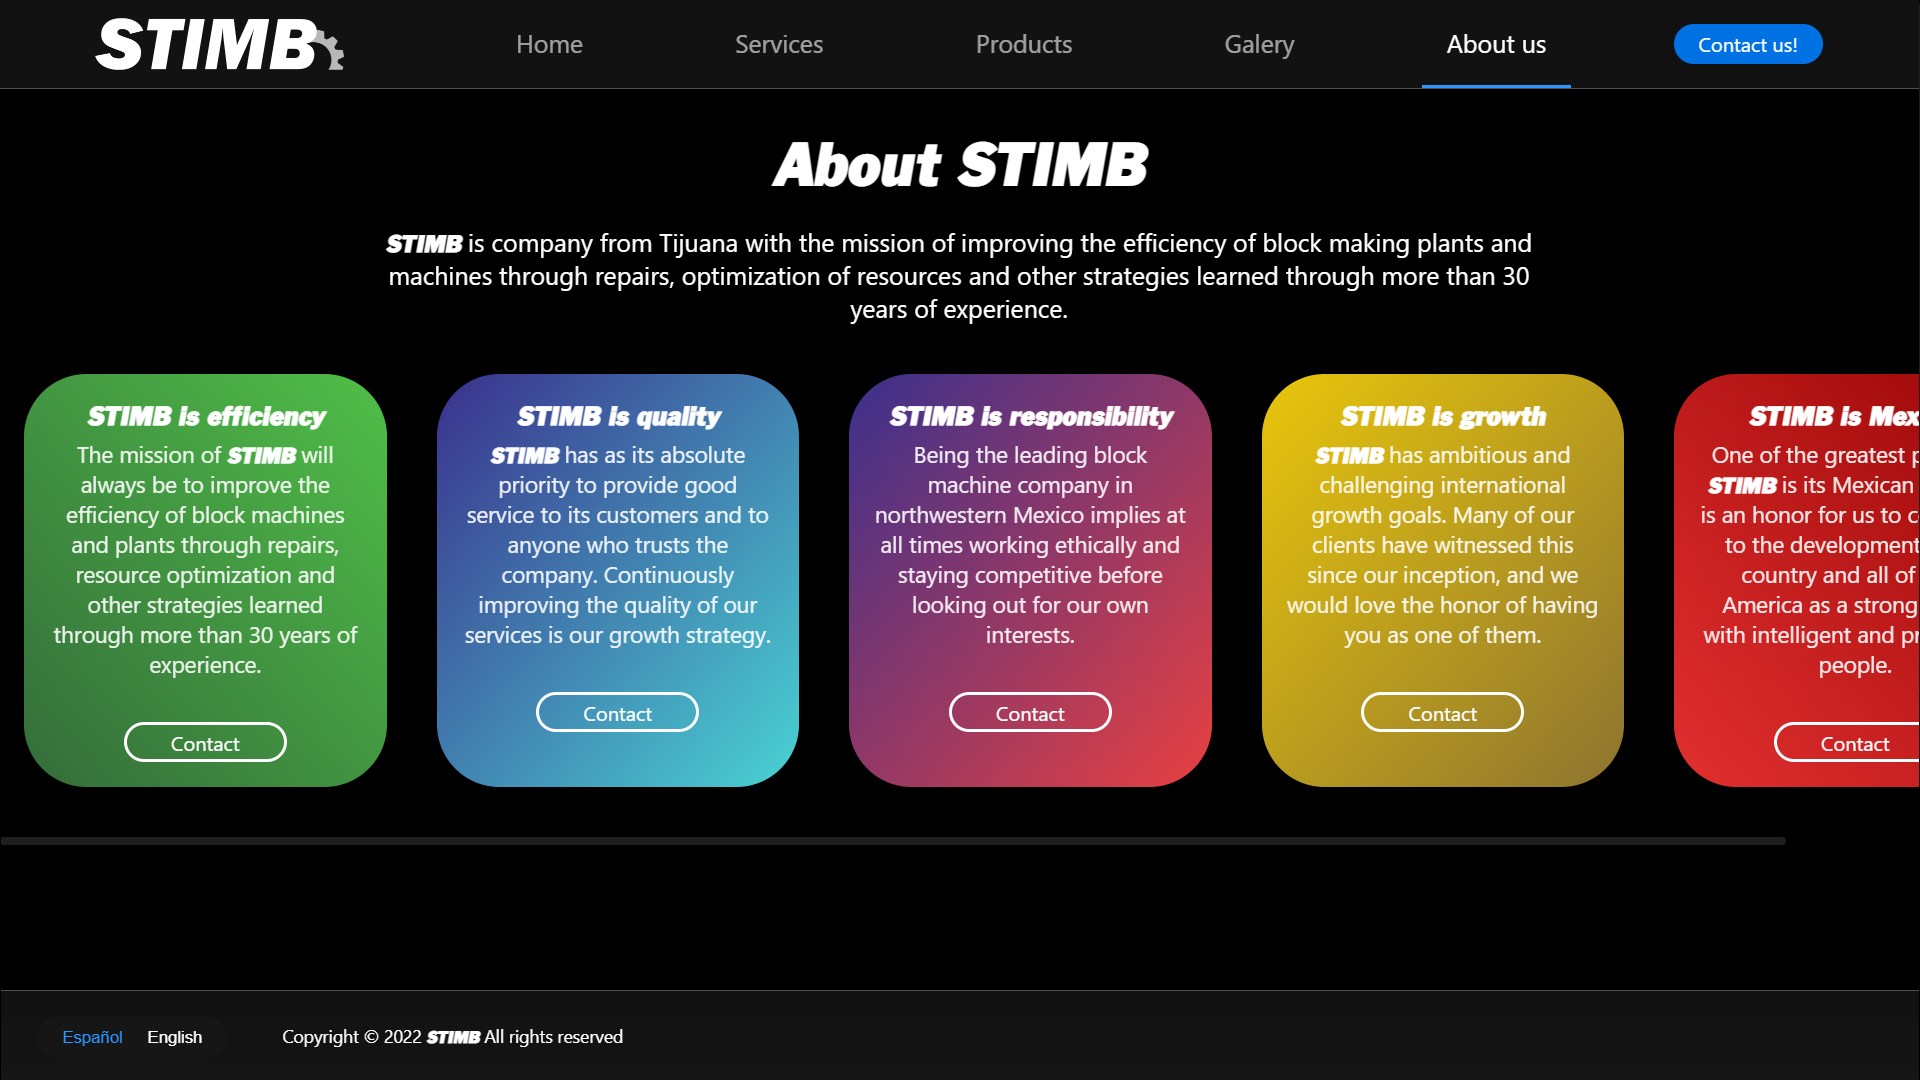 STIMB
Home
Services
Products
Galery
About us
Contact us!
About STIMB
STIMB is company from Tijuana with the mission of improving the efficiency of block making plants and
machines through repairs, optimization of resources and other strategies learned through more than 30
years of experience.
STIMB is efficiency
The mission of STIMB will
always be to improve the
efficiency of block machines
and plants through repairs,
resource optimization and
other strategies learned
through more than 30 years of
experience.
Contact
STIMB is quality
STIMB has as its absolute
priority to provide good
service to its customers and to
anyone who trusts the
company. Continuously
improving the quality of our
services is our growth strategy.
Contact
STIMB is responsibility
Being the leading block
machine company in
northwestern Mexico implies at
all times working ethically and
staying competitive before
looking out for our own
interests.
Contact
STIMB is growth
STIMB has ambitious and
challenging international
growth goals. Many of our
clients have witnessed this
since our inception, and we
would love the honor of having
you as one of them.
Contact
STIMB is
One of the greatest
STIMB is its Mexican
is an honor for us to
to the development
country and all of
America as a strong
with intelligent and
people.
Contact
Español
English
Copyright © 2022 STIMB All rights reserved